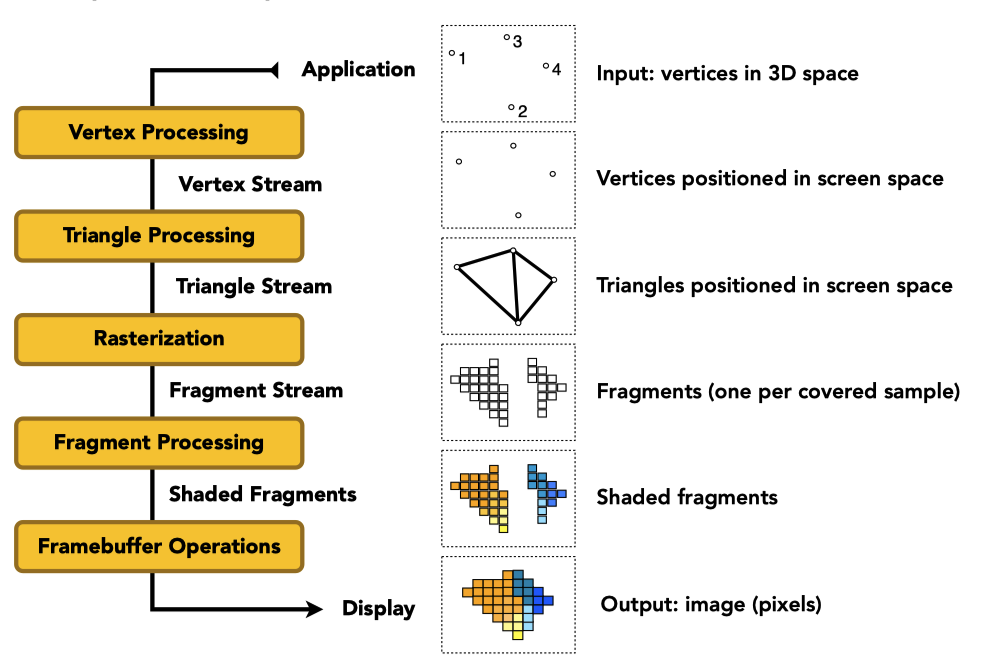 Application
3
1
4
2
Input: vertices in 3D space
Vertex Processing
Vertex Stream
Vertices positioned in screen space
Triangle Processing
Triangle Stream
Triangles positioned in screen space
Rasterization
Fragment Stream
Fragments (one per covered sample)
Fragment Processing
Shaded Fragments
Shaded fragments
Framebuffer Operations
Display
Output: image (pixels)